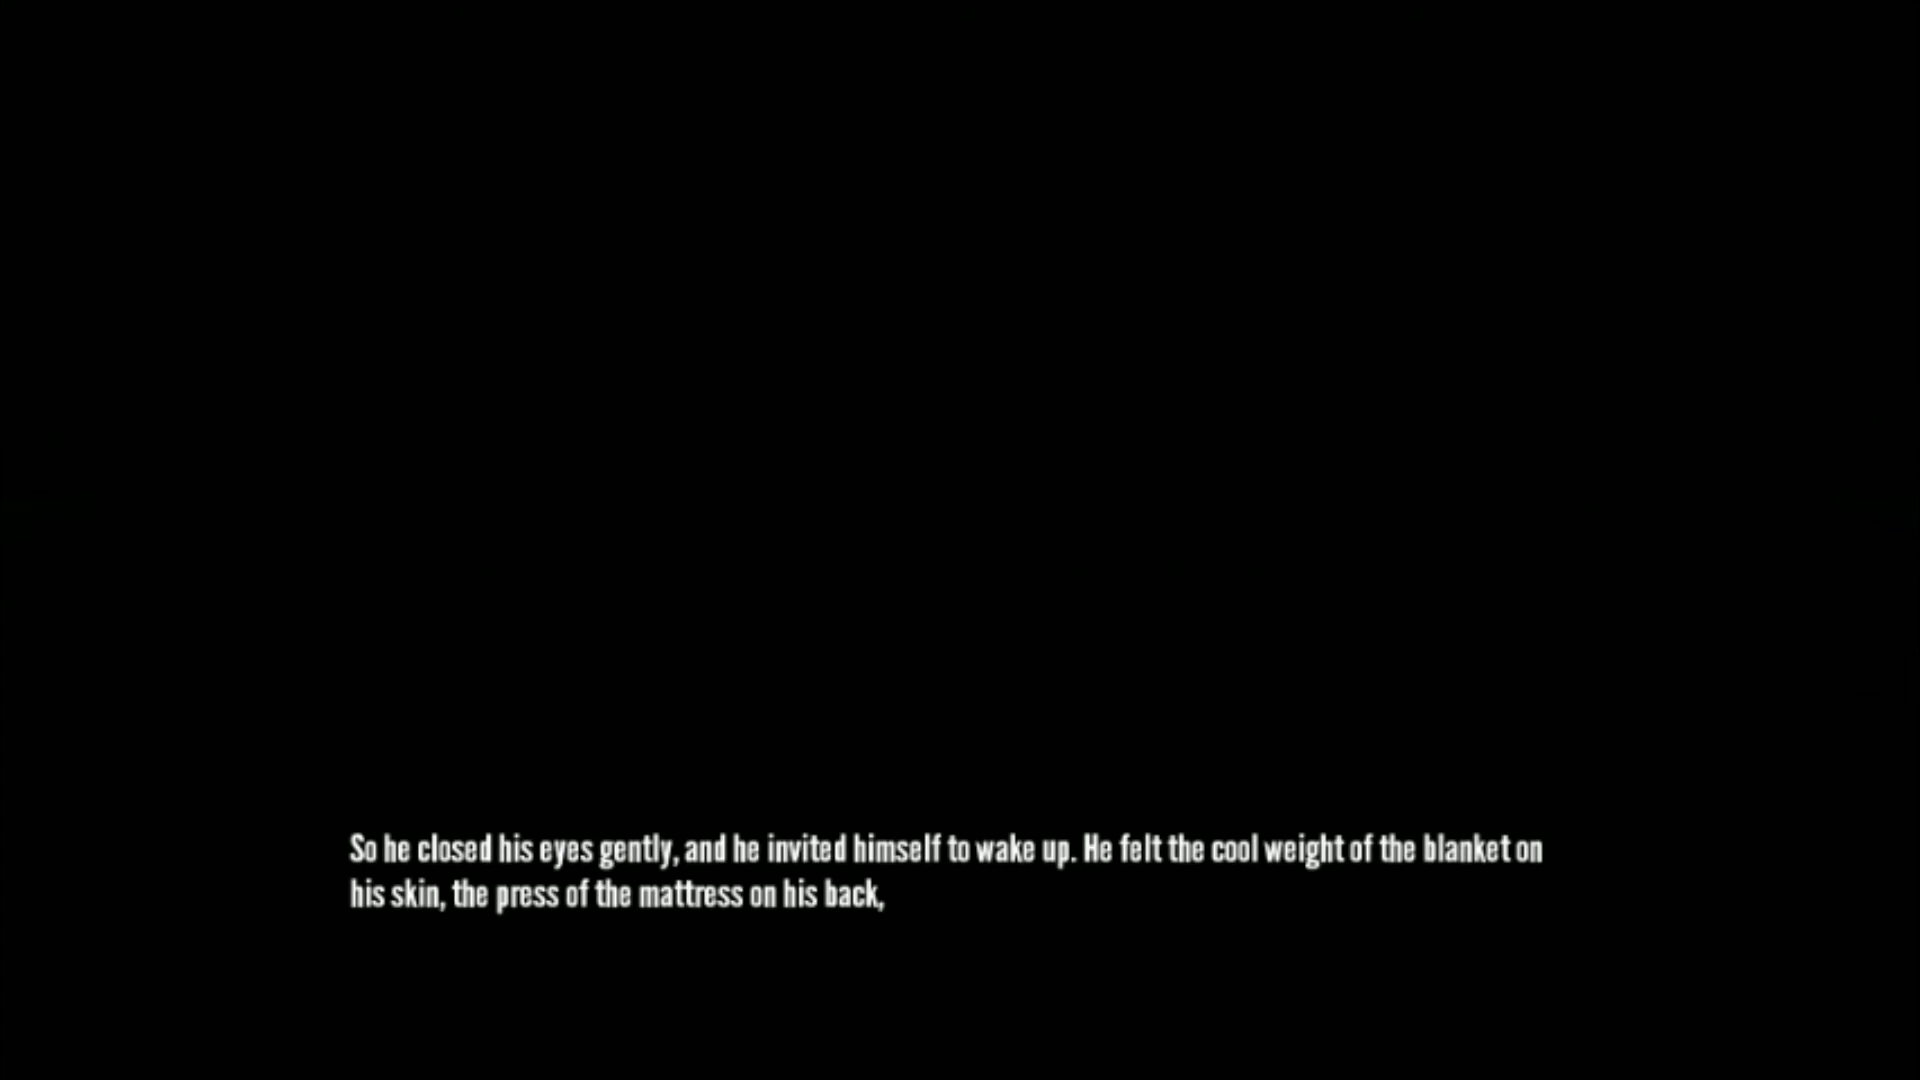 So he closed his eyes gently, and he invited himself to wake up. He felt the cool weight of the blanket on
his skin, the press of the mattress on his back,